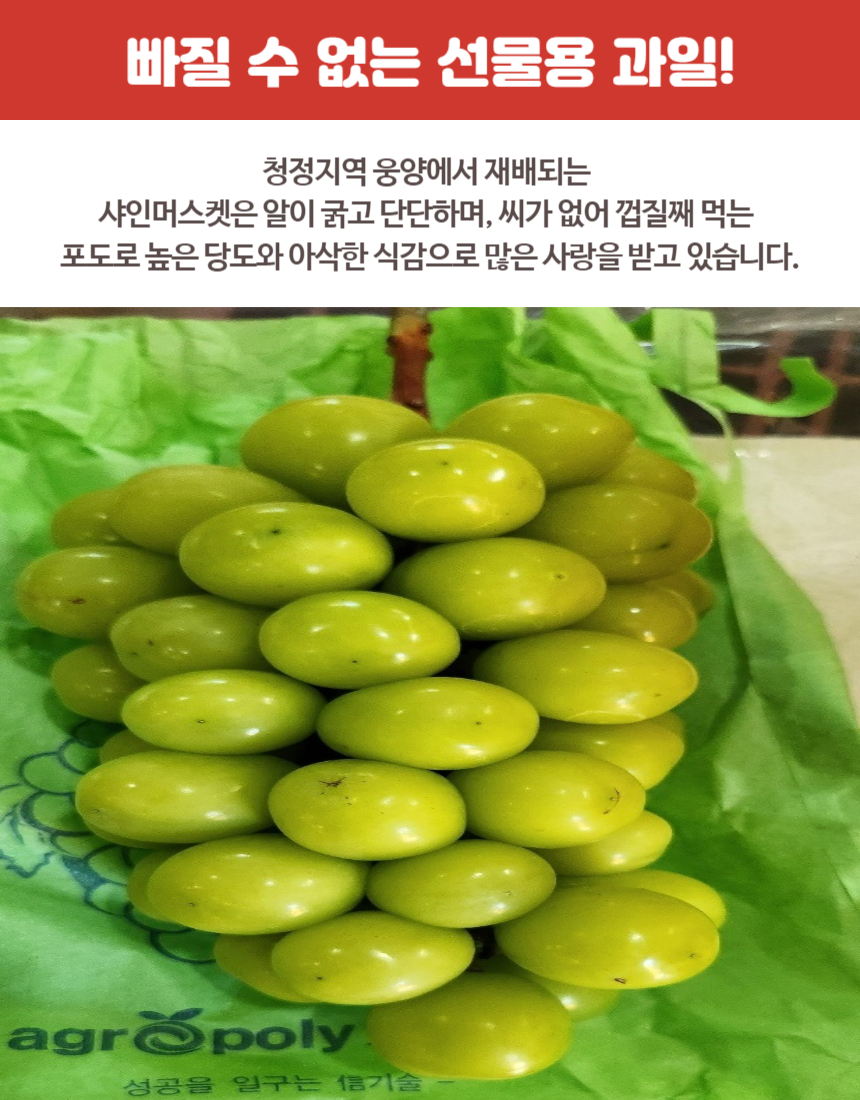 빠질 수 없는 선물용 과일!
청정지역 웅양에서 재배되는
샤인머스켓은 알이 굵고 단단하며, 씨가 없어 껍질째 먹는
포도로 높은 당도와 아삭한 식감으로 많은 사랑을 받고 있습니다.
agropoly
성공을 일구는 信기술 -